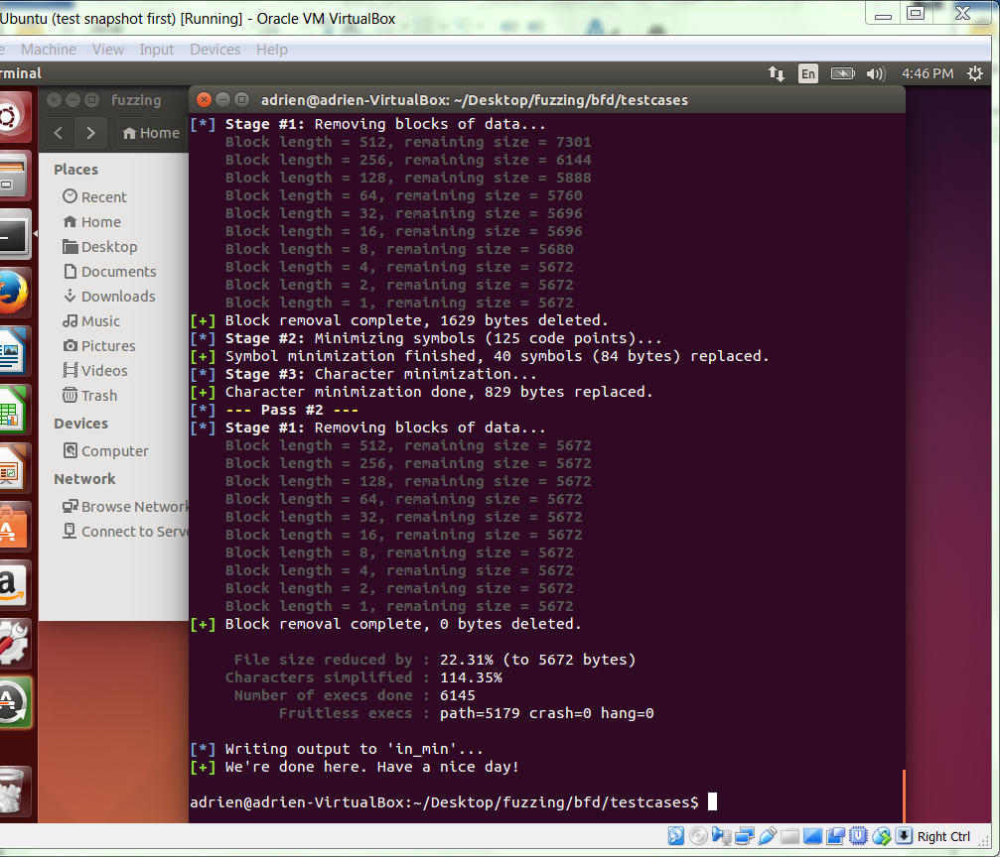 Ubuntu (test snapshot first) [Running] - Oracle VM VirtualBox
Machine View Input Devices Help
En 4:46 PM
fuzzing
adrien@adrien-VirtualBox: ~/Desktop/fuzzing/bfd/testcases
Home
Places
Recent
Home
Desktop
Documents
Downloads
Music
Pictures
Videos
Trash
Devices
Computer
Network
Browse Network
Connect to Serve
[*] Stage #1: Removing blocks of data...
Block length = 512, remaining size = 7301
Block length = 256, remaining size = 6144
Block length = 128, remaining size = 5888
Block length = 64, remaining size = 5760
Block length = 32, remaining size = 5696
Block length = 16, remaining size = 5696
Block length = 8, remaining size = 5680
Block length = 4, remaining size = 5672
Block length = 2, remaining size = 5672
Block length = 1, remaining size = 5672
[+] Block removal complete, 1629 bytes deleted.
[*] Stage #2: Minimizing symbols (125 code points)...
[+] Symbol minimization finished, 40 symbols (84 bytes) replaced.
[*] Stage #3: Character minimization...
[+] Character minimization done, 829 bytes replaced.
[*] --- Pass #2 ---
[*] Stage #1: Removing blocks of data...
Block length = 512, remaining size = 5672
Block length = 256, remaining size = 5672
Block length = 128, remaining size = 5672
Block length = 64, remaining size = 5672
Block length = 32, remaining size = 5672
Block length = 16, remaining size = 5672
Block length = 8, remaining size = 5672
Block length = 4, remaining size = 5672
Block length = 2, remaining size = 5672
Block length = 1, remaining size = 5672
[+] Block removal complete, 0 bytes deleted.
File size reduced by : 22.31% (to 5672 bytes)
Characters simplified : 114.35%
Number of execs done : 6145
Fruitless execs : path=5179 crash=0 hang=0
[*] Writing output to 'in_min'...
[+] We're done here. Have a nice day!
adrien@adrien-VirtualBox:~/Desktop/fuzzing/bfd/testcases$
Right Ctrl